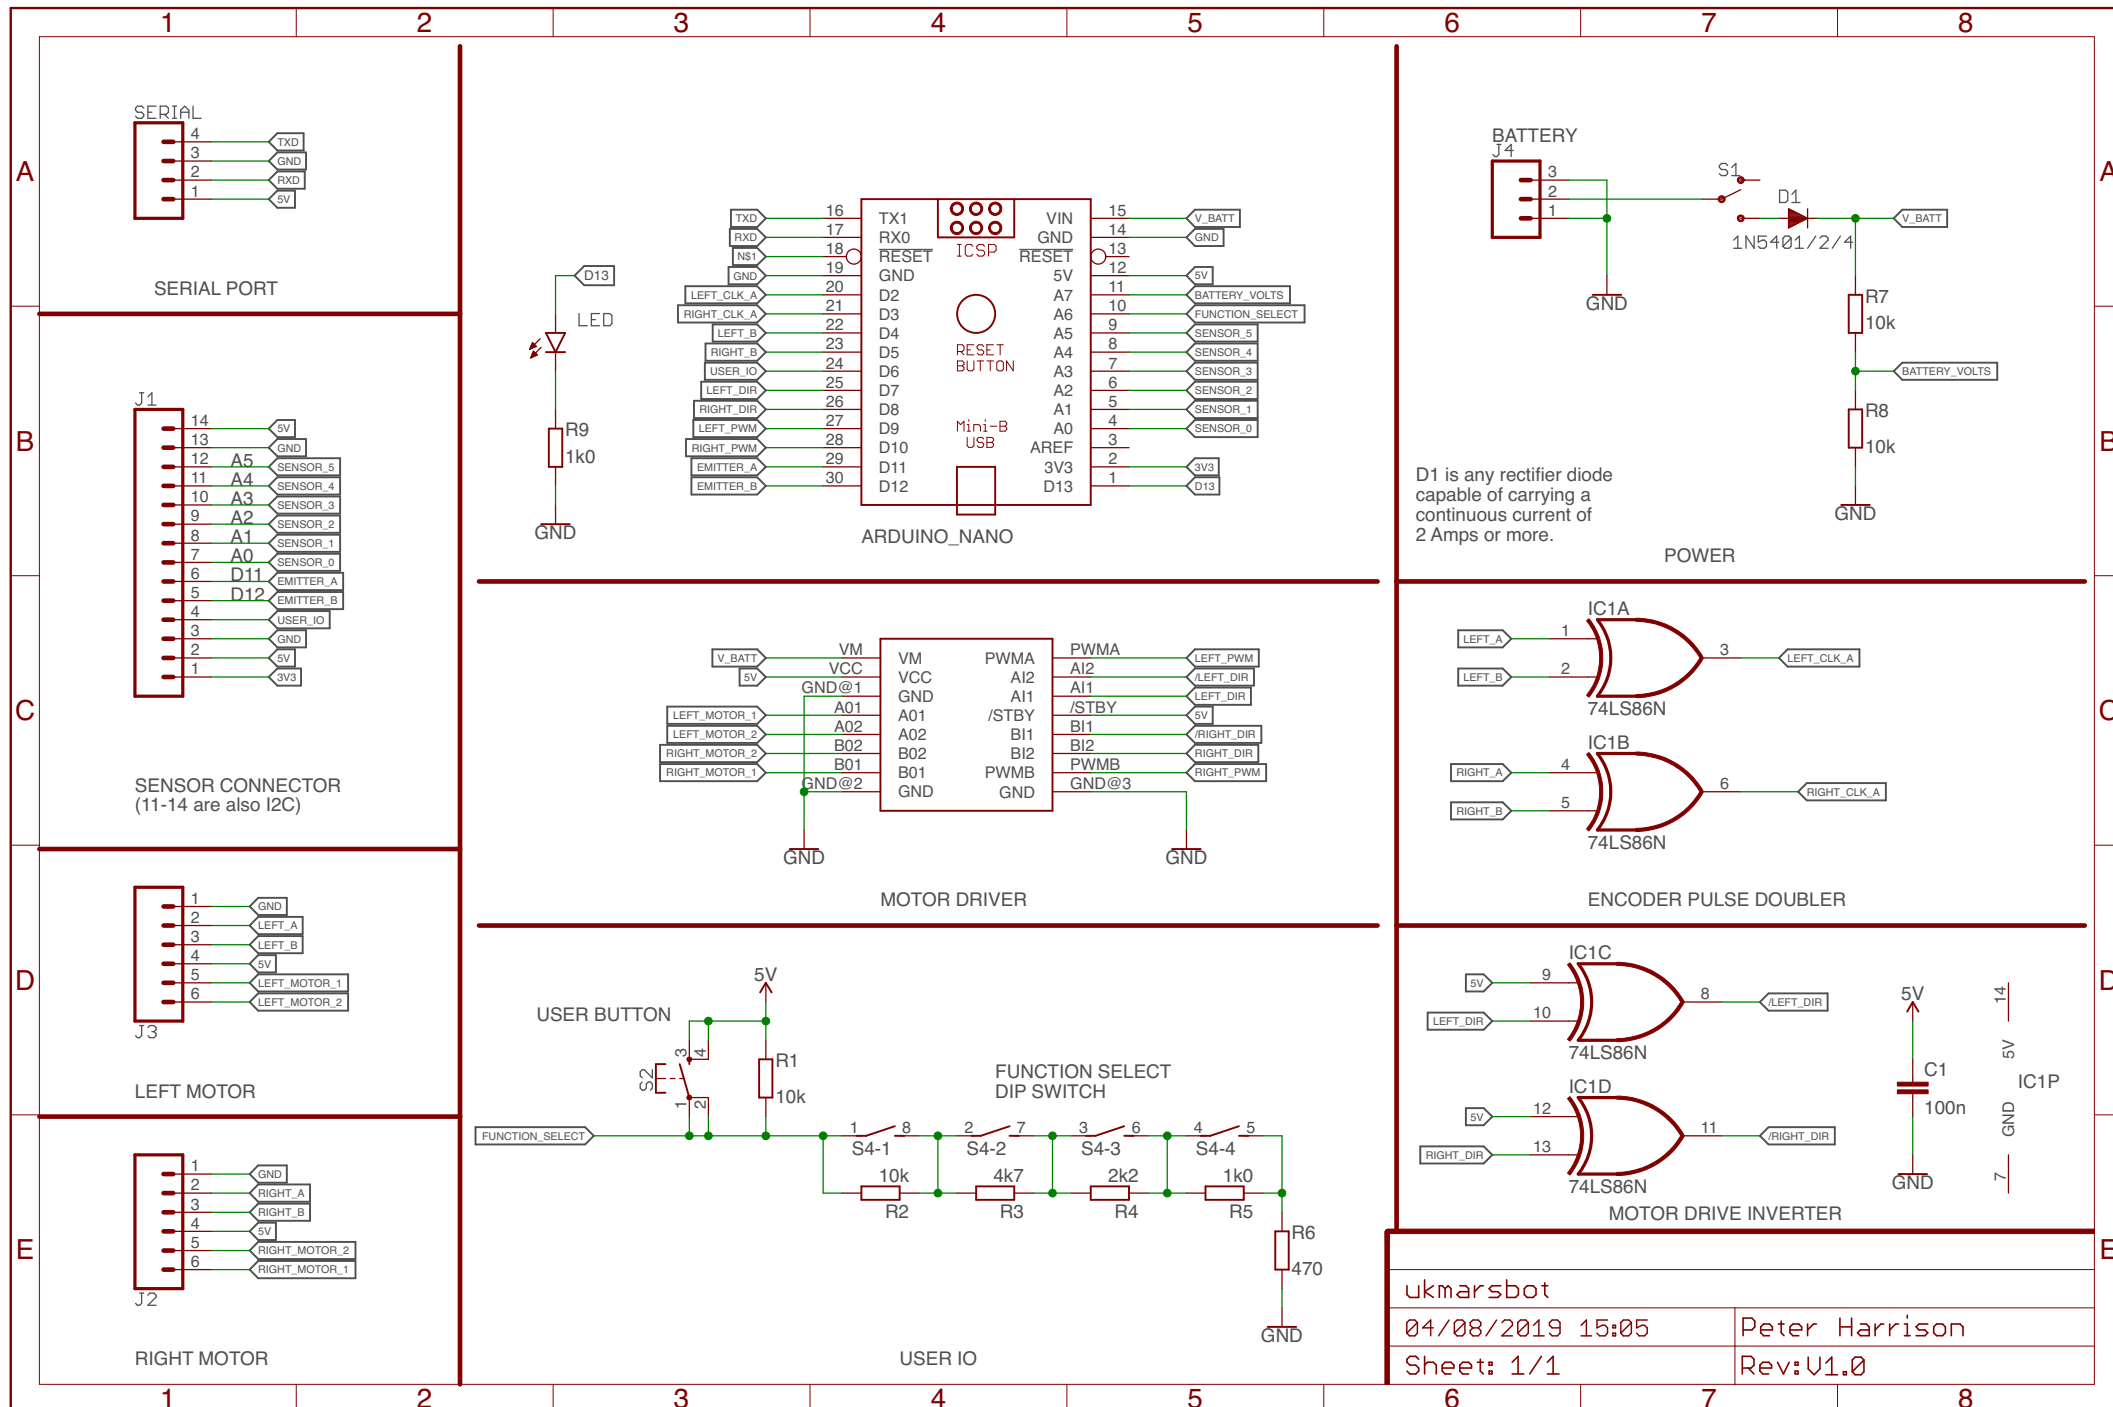 1 2 3 4 5 6 7 8
A
B
C
D
E
A
B
C
D
E
SERIAL
4 TXD
3 GND
2 RXD
1 5V
SERIAL PORT
J1
14 5V
13 GND
12 A5 SENSOR_5
11 A4 SENSOR_4
10 A3 SENSOR_3
9 A2 SENSOR_2
8 A1 SENSOR_1
7 A0 SENSOR_0
6 D11 EMITTER_A
5 D12 EMITTER_B
4 USER_IO
3 GND
2 5V
1 3V3
SENSOR CONNECTOR
(11-14 are also I2C)
1 GND
2 LEFT_A
3 LEFT_B
4 5V
5 LEFT_MOTOR_1
6 LEFT_MOTOR_2
J3
LEFT MOTOR
1 GND
2 RIGHT_A
3 RIGHT_B
4 5V
5 RIGHT_MOTOR_2
6 RIGHT_MOTOR_1
J2
RIGHT MOTOR
D13
LED
R9
1k0
GND
TXD 16 TX1 VIN 15 V_BATT
RXD 17 RX0 GND 14 GND
N$1 18 RESET ICSP RESET 13
GND 19 GND 5V 12 5V
LEFT_CLK_A 20 D2 A7 11 BATTERY_VOLTS
RIGHT_CLK_A 21 D3 A6 10 FUNCTION_SELECT
LEFT_B 22 D4 A5 9 SENSOR_5
RIGHT_B 23 D5 RESET A4 8 SENSOR_4
USER_IO 24 D6 BUTTON A3 7 SENSOR_3
LEFT_DIR 25 D7 A2 6 SENSOR_2
RIGHT_DIR 26 D8 A1 5 SENSOR_1
LEFT_PWM 27 D9 Mini-B A0 4 SENSOR_0
RIGHT_PWM 28 D10 USB AREF 3
EMITTER_A 29 D11 3V3 2 3V3
EMITTER_B 30 D12 D13 1 D13
ARDUINO_NANO
V_BATT VM VM PWMA PWMA LEFT_PWM
5V VCC VCC AI2 AI2 /LEFT_DIR
GND@1 GND AI1 AI1 LEFT_DIR
LEFT_MOTOR_1 A01 A01 /STBY /STBY 5V
LEFT_MOTOR_2 A02 A02 BI1 BI1 /RIGHT_DIR
RIGHT_MOTOR_2 B02 B02 BI2 BI2 RIGHT_DIR
RIGHT_MOTOR_1 B01 B01 PWMB PWMB RIGHT_PWM
GND@2 GND GND GND@3
GND GND
MOTOR DRIVER
5V
USER BUTTON
S2
3 4
1 2
R1
10k
FUNCTION SELECT
DIP SWITCH
FUNCTION_SELECT
1 8 2 7 3 6 4 5
S4-1 S4-2 S4-3 S4-4
10k 4k7 2k2 1k0
R2 R3 R4 R5
R6
470
GND
USER IO
BATTERY
J4
3
2
1
GND
S1
D1
1N5401/2/4
V_BATT
R7
10k
BATTERY_VOLTS
R8
10k
GND
D1 is any rectifier diode
capable of carrying a
continuous current of
2 Amps or more.
POWER
IC1A
LEFT_A 1
LEFT_B 2
3 LEFT_CLK_A
74LS86N
IC1B
RIGHT_A 4
RIGHT_B 5
6 RIGHT_CLK_A
74LS86N
ENCODER PULSE DOUBLER
IC1C
5V 9
LEFT_DIR 10
8 /LEFT_DIR
74LS86N
IC1D
5V 12
RIGHT_DIR 13
11 /RIGHT_DIR
74LS86N
5V
C1
100n
GND
14
5V
IC1P
GND
7
MOTOR DRIVE INVERTER
ukmarsbot
04/08/2019 15:05 Peter Harrison
Sheet: 1/1 Rev:V1.0
1 2 3 4 5 6 7 8